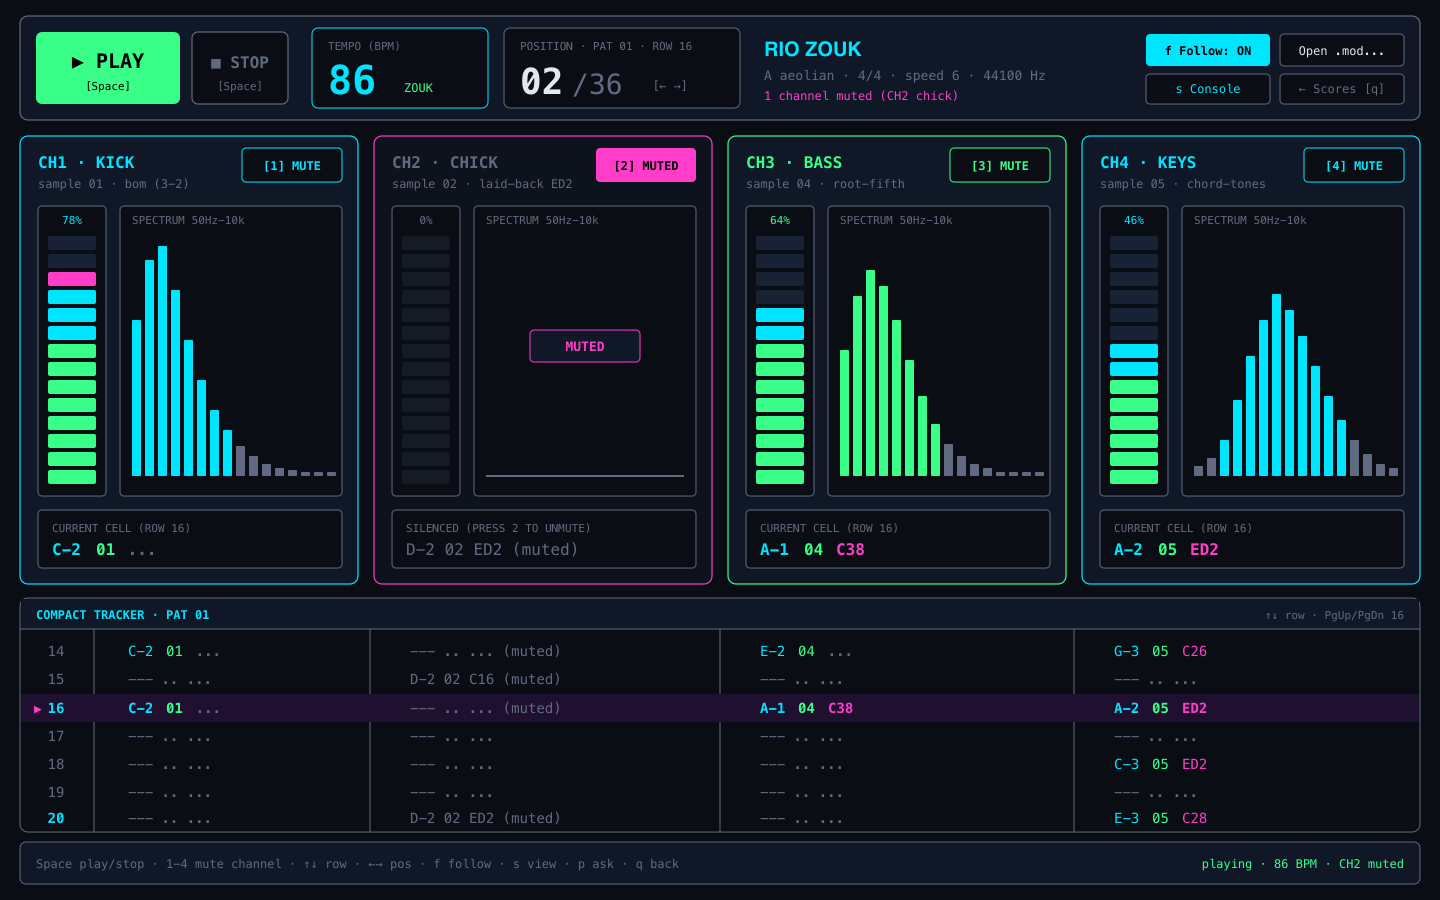 ▶ PLAY
[Space]
■ STOP
[Space]
TEMPO (BPM)
86 ZOUK
POSITION · PAT 01 · ROW 16
02 /36 [← →]
RIO ZOUK
A aeolian · 4/4 · speed 6 · 44100 Hz
1 channel muted (CH2 chick)
f Follow: ON
Open .mod...
s Console
← Scores [q]
CH1 · KICK
sample 01 · bom (3−2)
[1] MUTE
78%
SPECTRUM 50Hz−10k
CURRENT CELL (ROW 16)
C−2 01 ...
CH2 · CHICK
sample 02 · laid-back ED2
[2] MUTED
0%
SPECTRUM 50Hz−10k
MUTED
SILENCED (PRESS 2 TO UNMUTE)
D−2 02 ED2 (muted)
CH3 · BASS
sample 04 · root-fifth
[3] MUTE
64%
SPECTRUM 50Hz−10k
CURRENT CELL (ROW 16)
A−1 04 C38
CH4 · KEYS
sample 05 · chord-tones
[4] MUTE
46%
SPECTRUM 50Hz−10k
CURRENT CELL (ROW 16)
A−2 05 ED2
COMPACT TRACKER · PAT 01
↑↓ row · PgUp/PgDn 16
14 C−2 01 ... −−− .. ... (muted) E−2 04 ... G−3 05 C26
15 −−− .. ... D−2 02 C16 (muted) −−− .. ... −−− .. ...
▶ 16 C−2 01 ... −−− .. ... (muted) A−1 04 C38 A−2 05 ED2
17 −−− .. ... −−− .. ... −−− .. ... −−− .. ...
18 −−− .. ... −−− .. ... −−− .. ... C−3 05 ED2
19 −−− .. ... −−− .. ... −−− .. ... −−− .. ...
20 −−− .. ... D−2 02 ED2 (muted) −−− .. ... E−3 05 C28
Space play/stop · 1−4 mute channel · ↑↓ row · ←→ pos · f follow · s view · p ask · q back
playing · 86 BPM · CH2 muted